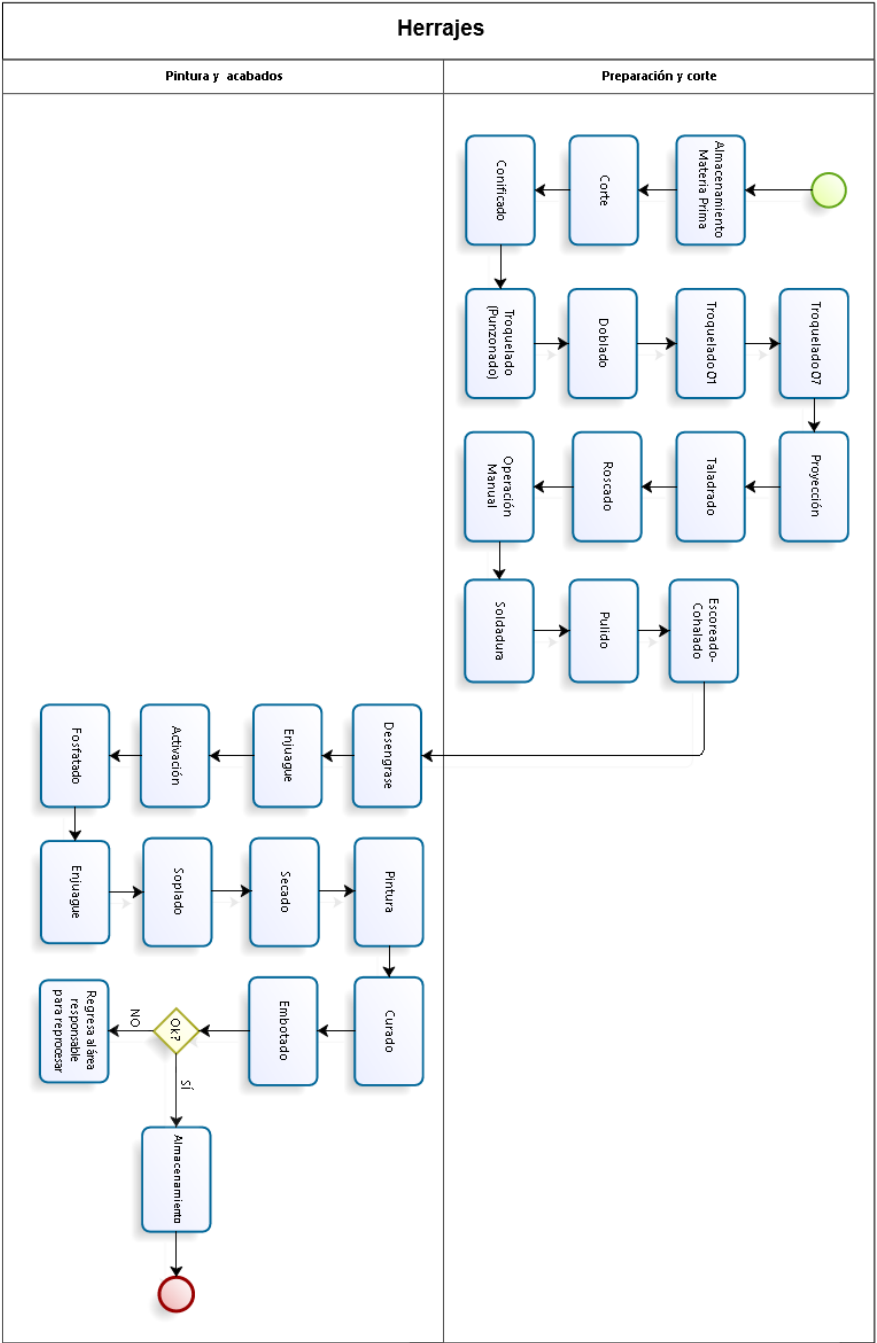 Herrajes
Pintura y acabados
Preparación y corte
Almacenamiento
Materia Prima
Corte
Conificado
Troquelado
(Punzonado)
Doblado
Troquelado 01
Troquelado 07
Proyección
Taladrado
Roscado
Operación
Manual
Soldadura
Pulido
Escoreado-
Cohalado
Desengrase
Enjuague
Activación
Fosfatado
Enjuague
Soplado
Secado
Pintura
Curado
Embotado
Ok?
NO
Regresa al área
responsable
para reprocesar
SÍ
Almacenamiento